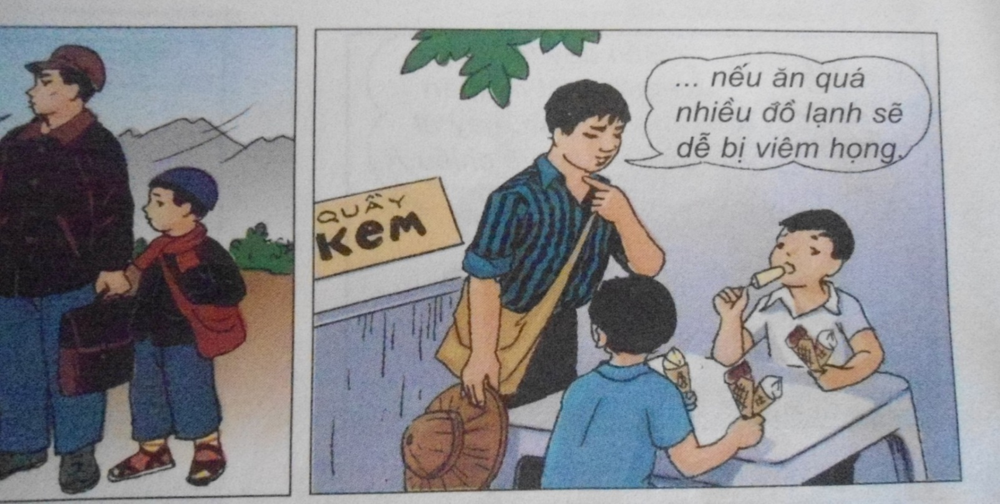 ... nếu ăn quá
nhiều đồ lạnh sẽ
dễ bị viêm họng.
QUẦY
Kem